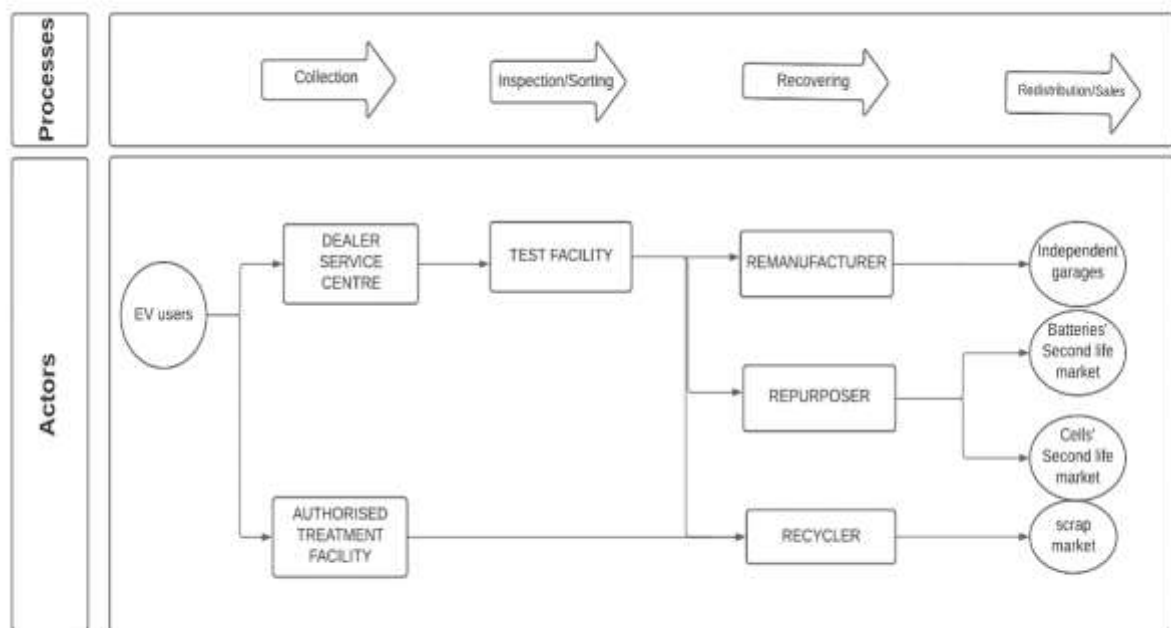 Processes
Collection
Inspection/Sorting
Recovering
Redistribution/Sales
Actors
EV users
DEALER
SERVICE
CENTRE
TEST FACILITY
REMANUFACTURER
Independent
garages
Batteries'
Second life
market
REPURPOSER
Cells'
Second life
market
AUTHORISED
TREATMENT
FACILITY
RECYCLER
scrap
market